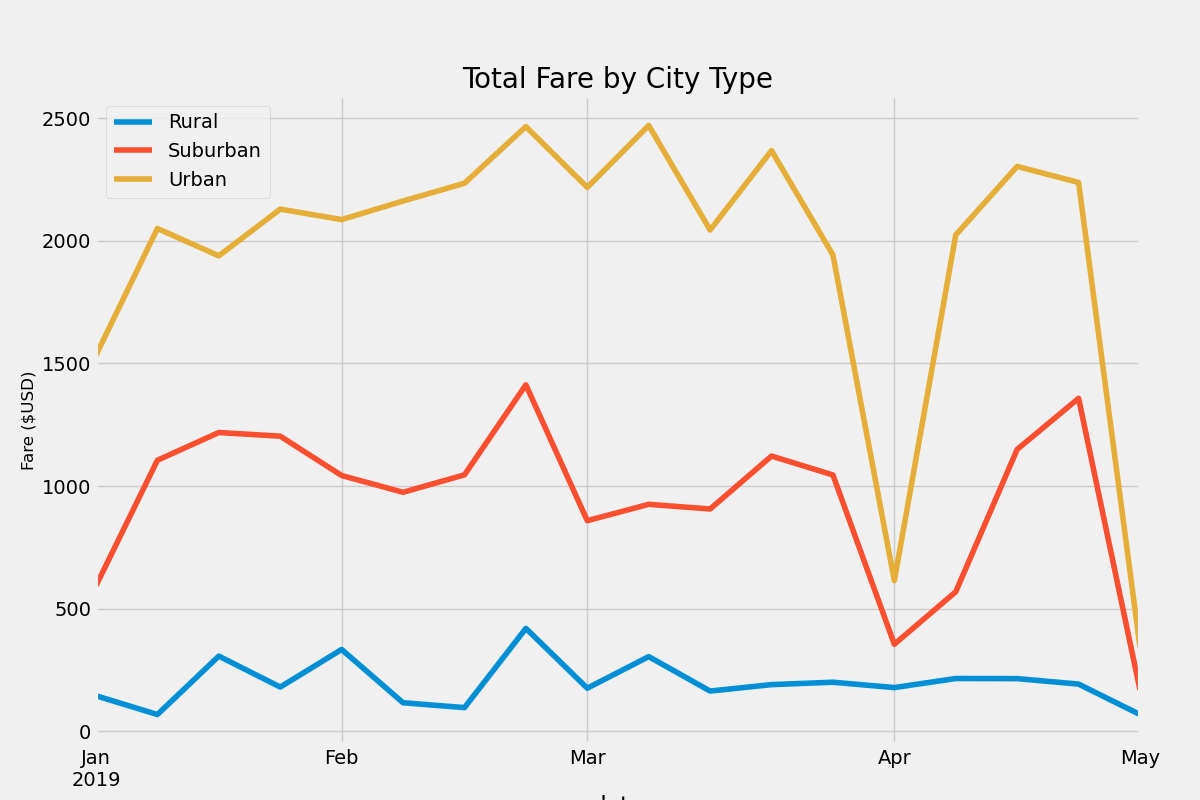 Total Fare by City Type
2500
Rural
Suburban
Urban
2000
1500
Fare ($USD)
1000
500
0
Jan
2019
Feb
Mar
Apr
May